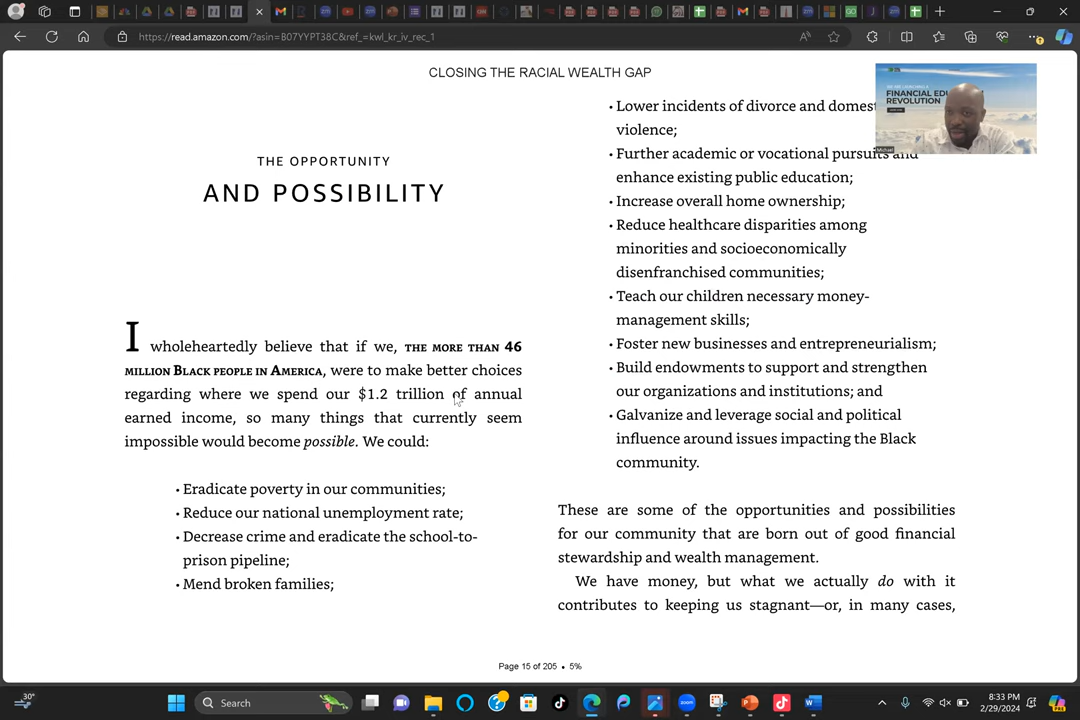 https://read.amazon.com/?asin=B07YYPT38C&ref_=kwl_kr_iv_rec_1
CLOSING THE RACIAL WEALTH GAP
THE OPPORTUNITY
AND POSSIBILITY
I wholeheartedly believe that if we, THE MORE THAN 46
MILLION BLACK PEOPLE IN AMERICA, were to make better choices
regarding where we spend our $1.2 trillion of annual
earned income, so many things that currently seem
impossible would become possible. We could:
• Eradicate poverty in our communities;
• Reduce our national unemployment rate;
• Decrease crime and eradicate the school-to-
prison pipeline;
• Mend broken families;
• Lower incidents of divorce and
violence;
• Further academic or vocational pursuits and
enhance existing public education;
• Increase overall home ownership;
• Reduce healthcare disparities among
minorities and socioeconomically
disenfranchised communities;
• Teach our children necessary money-
management skills;
• Foster new businesses and entrepreneurialism;
• Build endowments to support and strengthen
our organizations and institutions; and
• Galvanize and leverage social and political
influence around issues impacting the Black
community.
These are some of the opportunities and possibilities
for our community that are born out of good financial
stewardship and wealth management.
We have money, but what we actually do with it
contributes to keeping us stagnant—or, in many cases,
FINANCIAL
REVOLUTION
Michael
Page 15 of 205 • 5%
30°
Search
8:33 PM
2/29/2024